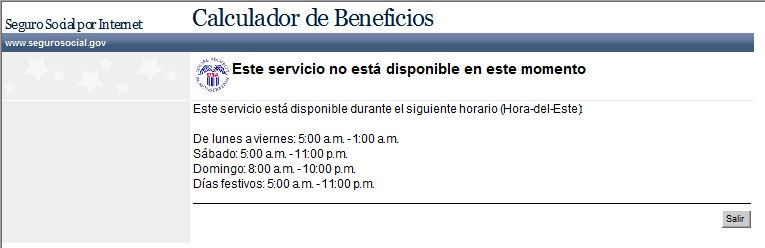 Seguro Social por Internet
Calculador de Beneficios
www.segurosocial.gov
Este servicio no está disponible en este momento
Este servicio está disponible durante el siguiente horario (Hora-del-Este):
De lunes a viernes: 5:00 a.m. - 1:00 a.m.
Sábado: 5:00 a.m. - 11:00 p.m.
Domingo: 8:00 a.m. - 10:00 p.m.
Días festivos: 5:00 a.m. - 11:00 p.m.
Salir